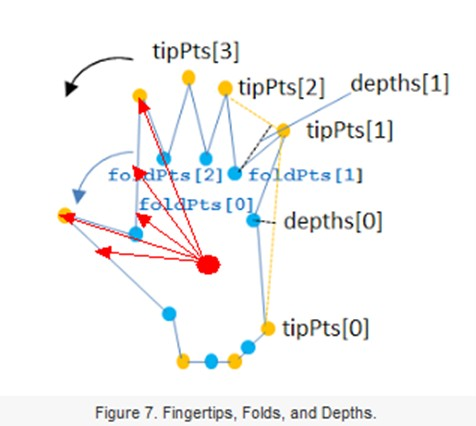 tipPts[3]
tipPts[2]
depths[1]
tipPts[1]
foldPts[2]
foldPts[1]
foldPts[0]
depths[0]
tipPts[0]
Figure 7. Fingertips, Folds, and Depths.